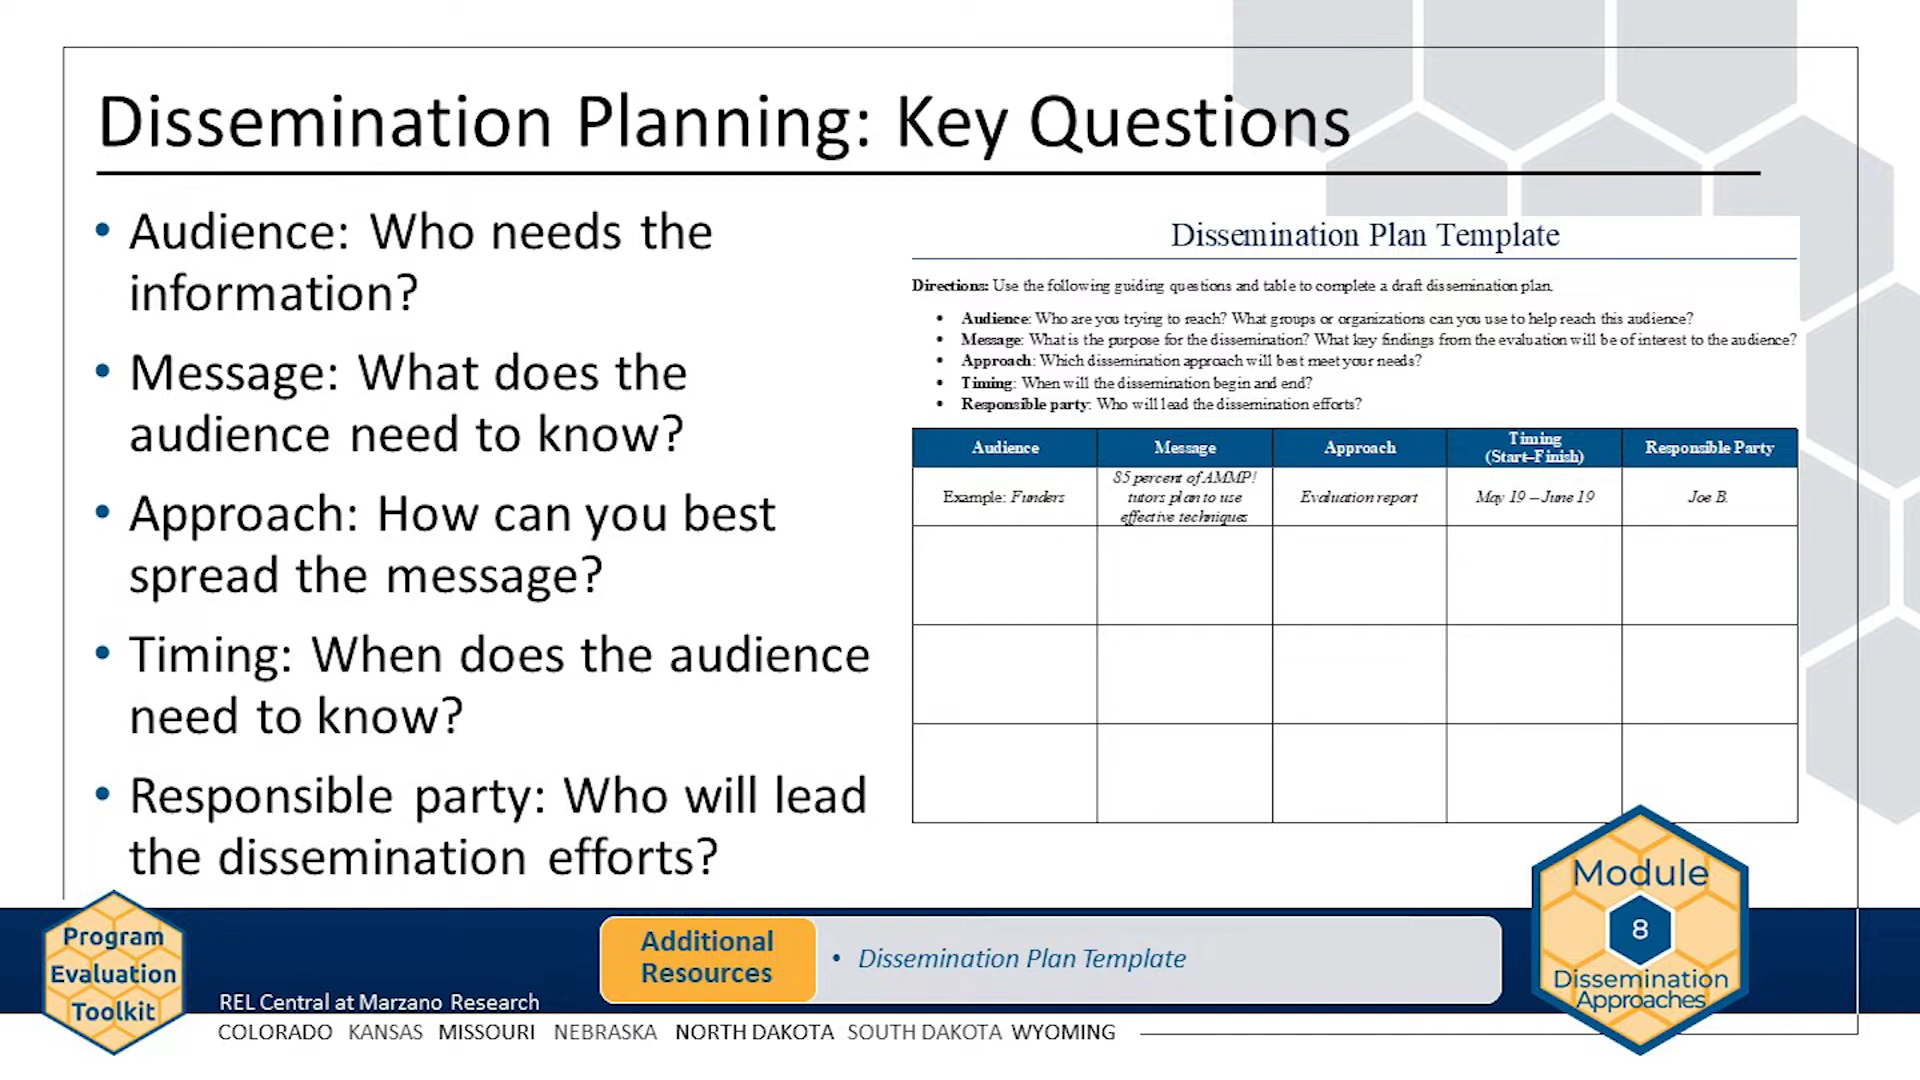 Dissemination Planning: Key Questions
• Audience: Who needs the
information?
• Message: What does the
audience need to know?
• Approach: How can you best
spread the message?
• Timing: When does the audience
need to know?
• Responsible party: Who will lead
the dissemination efforts?
Dissemination Plan Template
Directions: Use the following guiding questions and table to complete a draft dissemination plan.
• Audience: Who are you trying to reach? What groups or organizations can you use to help reach this audience?
• Message: What is the purpose for the dissemination? What key findings from the evaluation will be of interest to the audience?
• Approach: Which dissemination approach will best meet your needs?
• Timing: When will the dissemination begin and end?
• Responsible party: Who will lead the dissemination efforts?
Audience Message Approach Timing (Start–Finish) Responsible Party
Example: Funders 85 percent of AMMP! tutors plan to use effective techniques Evaluation report May 19 – June 19 Joe B.
Program
Evaluation
Toolkit
REL Central at Marzano Research
COLORADO KANSAS MISSOURI NEBRASKA NORTH DAKOTA SOUTH DAKOTA WYOMING
Additional
Resources
• Dissemination Plan Template
Module
8
Dissemination
Approaches